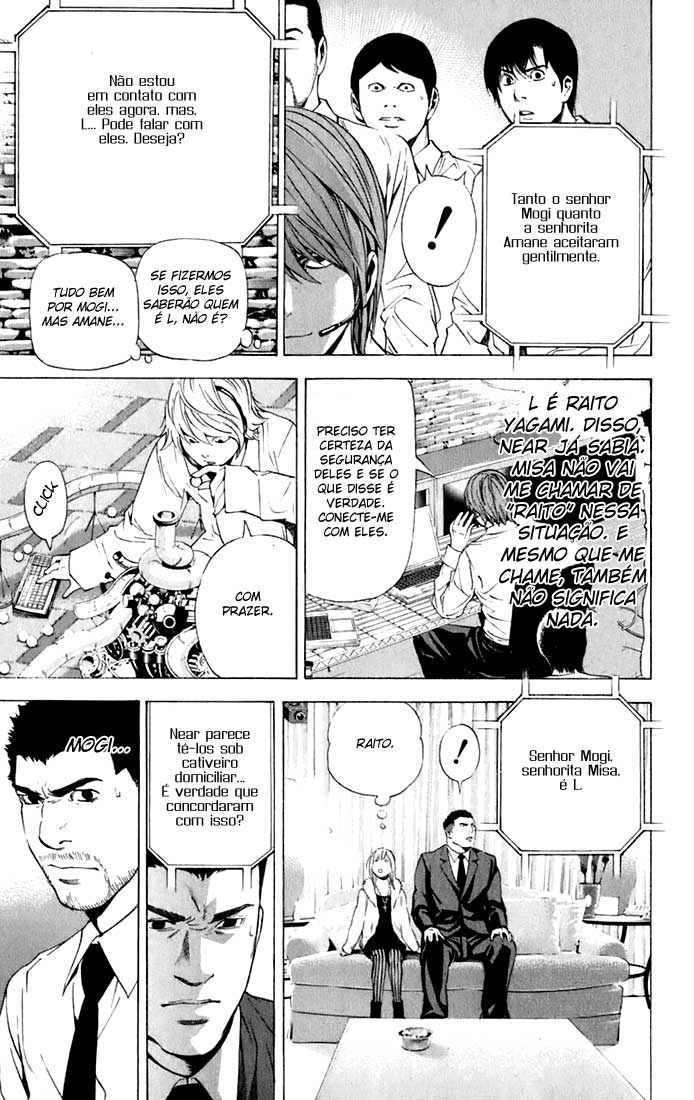 Tanto o senhor
Mogi quanto
a senhorita
Amane aceitaram
gentilmente.
!
Não estou
em contato com
eles agora, mas,
L... Pode falar com
eles. Deseja?
SE FIZERMOS
ISSO, ELES
SABERÃO QUEM
É L, NÃO É?
TUDO BEM
POR MOGI...
MAS AMANE...
L É RAITO
YAGAMI. DISSO,
NEAR JÁ SABIA.
MISA NÃO VAI
ME CHAMAR DE
"RAITO" NESSA
SITUAÇÃO. E
MESMO QUE ME
CHAME, TAMBÉM
NÃO SIGNIFICA
NADA.
PRECISO TER
CERTEZA DA
SEGURANÇA
DELES E SE O
QUE DISSE É
VERDADE.
CONECTE-ME
COM ELES.
COM
PRAZER.
CLICK
Senhor Mogi,
senhorita Misa,
é L.
!
RAITO.
Near parece
tê-los sob
cativeiro
domiciliar...
É verdade que
concordaram
com isso?
MOGI...